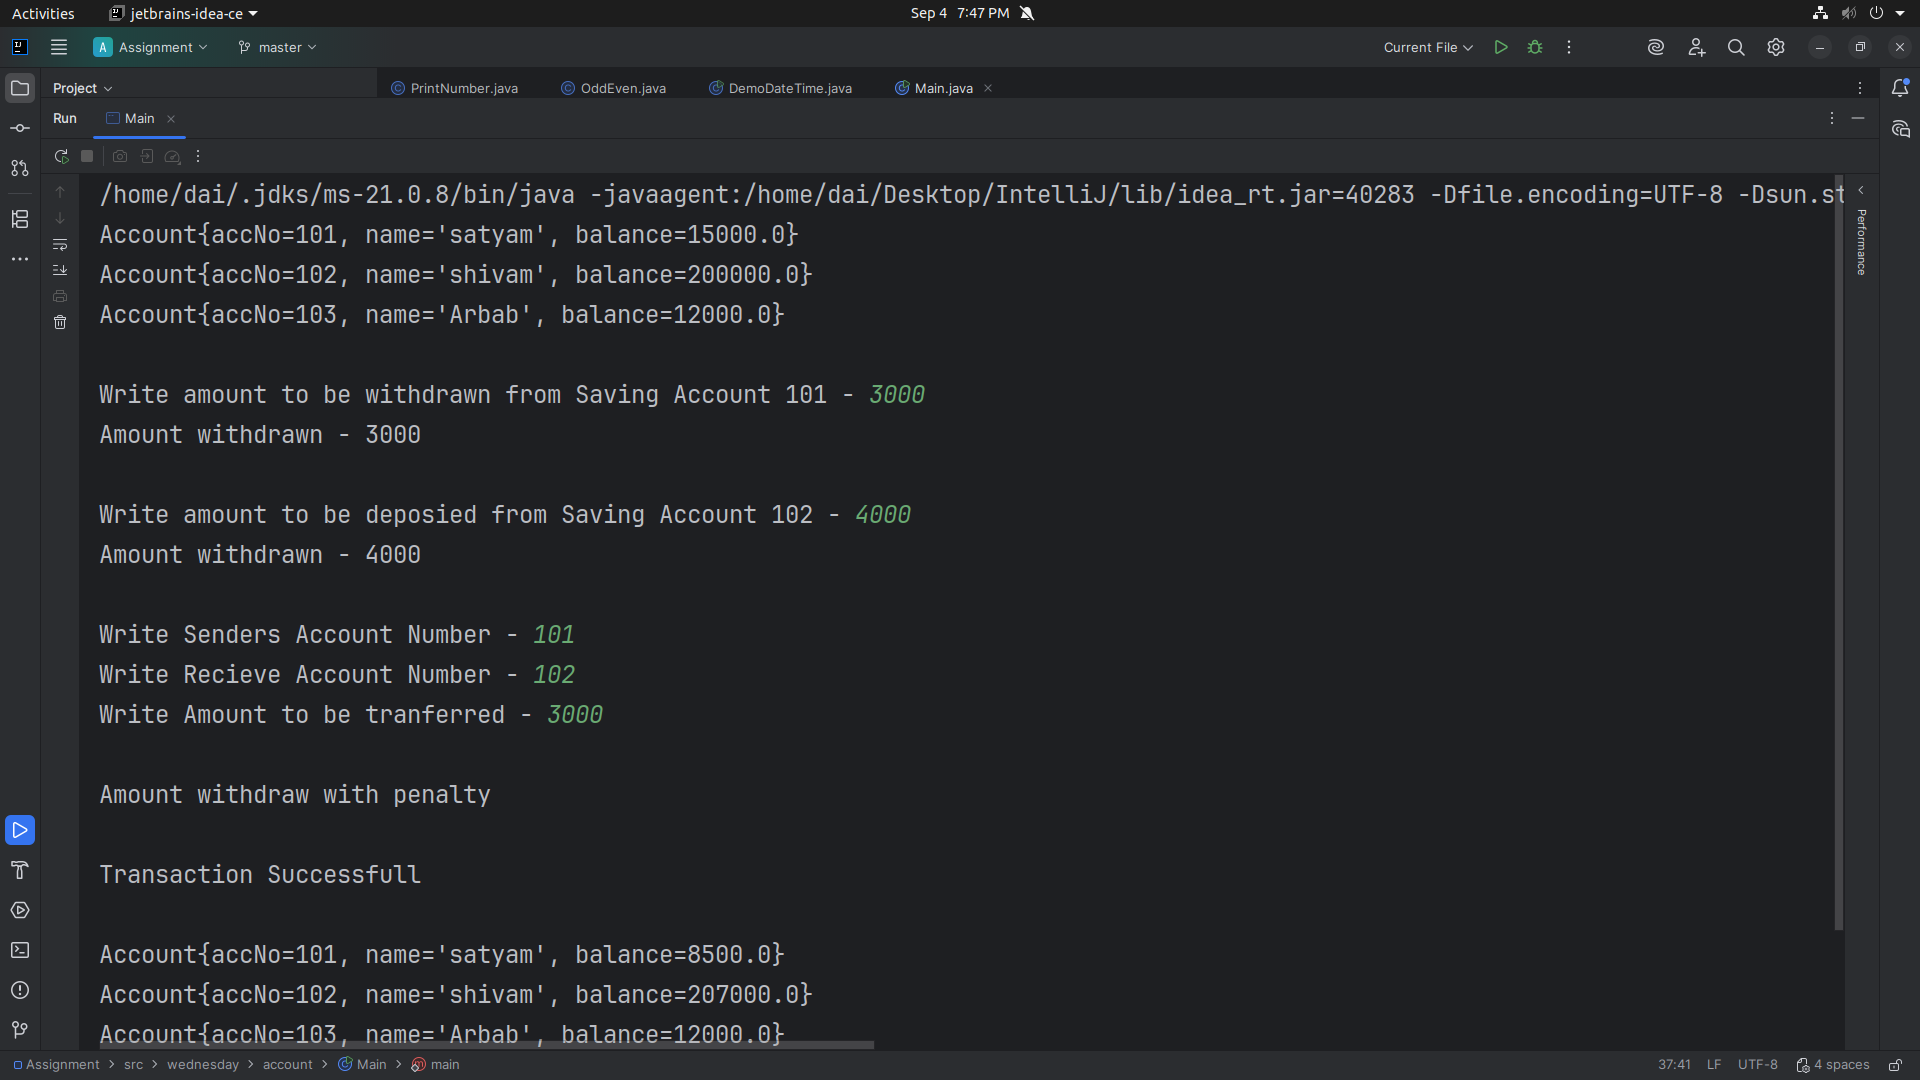 Activities jetbrains-idea-ce Sep 4 7:47 PM
A Assignment master Current File
Project PrintNumber.java OddEven.java DemoDateTime.java Main.java
Run Main
/home/dai/.jdks/ms-21.0.8/bin/java -javaagent:/home/dai/Desktop/IntelliJ/lib/idea_rt.jar=40283 -Dfile.encoding=UTF-8 -Dsun.st
Performance
Account{accNo=101, name='satyam', balance=15000.0}
Account{accNo=102, name='shivam', balance=200000.0}
Account{accNo=103, name='Arbab', balance=12000.0}
Write amount to be withdrawn from Saving Account 101 - 3000
Amount withdrawn - 3000
Write amount to be deposied from Saving Account 102 - 4000
Amount withdrawn - 4000
Write Senders Account Number - 101
Write Recieve Account Number - 102
Write Amount to be tranferred - 3000
Amount withdraw with penalty
Transaction Successfull
Account{accNo=101, name='satyam', balance=8500.0}
Account{accNo=102, name='shivam', balance=207000.0}
Account{accNo=103, name='Arbab', balance=12000.0}
Assignment > src > wednesday > account > Main > main 37:41 LF UTF-8 4 spaces